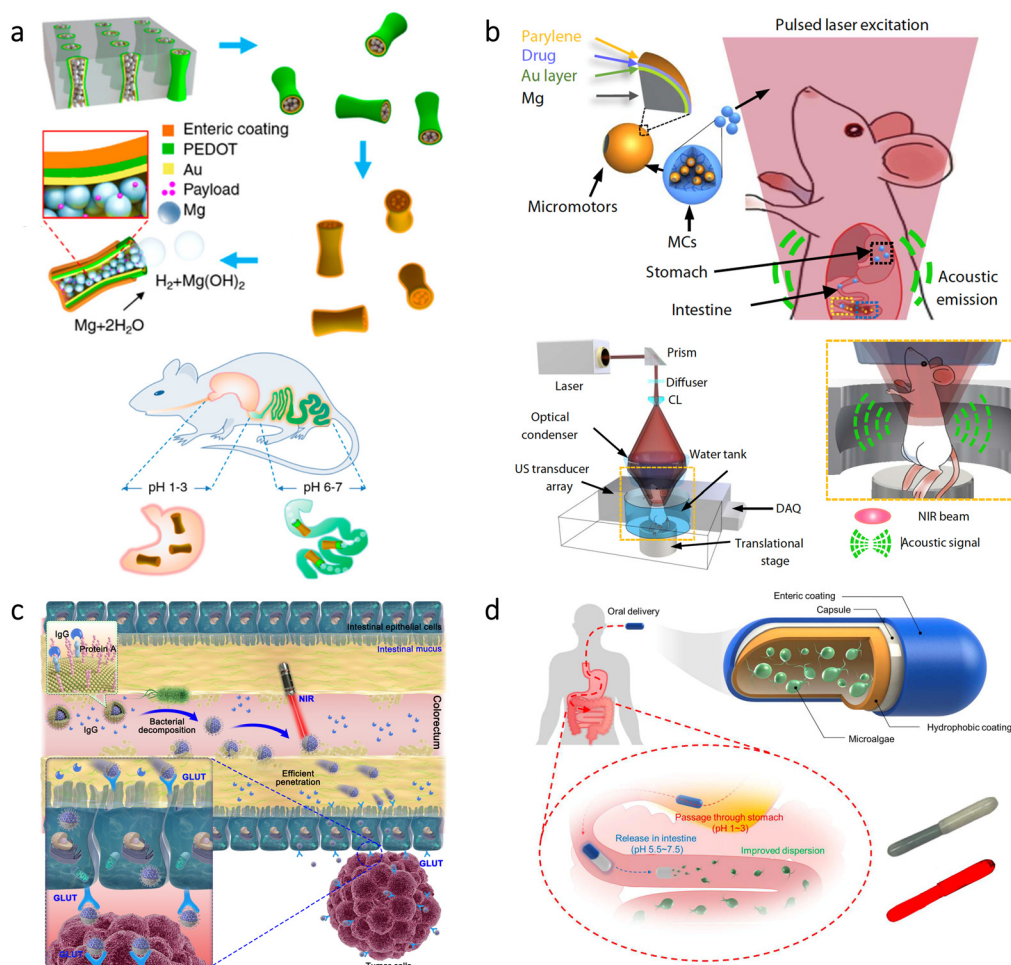 a
Enteric coating
PEDOT
Au
Payload
Mg
H2+Mg(OH)2
Mg+2H2O
pH 1-3
pH 6-7
b
Pulsed laser excitation
Parylene
Drug
Au layer
Mg
Micromotors
MCs
Stomach
Intestine
Acoustic
emission
Laser
Prism
Diffuser
CL
Optical
condenser
US transducer
array
Water tank
DAQ
Translational
stage
NIR beam
Acoustic signal
c
Intestinal epithelial cells
Intestinal mucus
IgG
Protein A
IgG
Bacterial
decomposition
NIR
Colorectum
Efficient
penetration
GLUT
GLUT
GLUT
GLUT
d
Oral delivery
Enteric coating
Capsule
Microalgae
Hydrophobic coating
Passage through stomach
(pH 1~3)
Release in intestine
(pH 5.5~7.5)
Improved dispersion